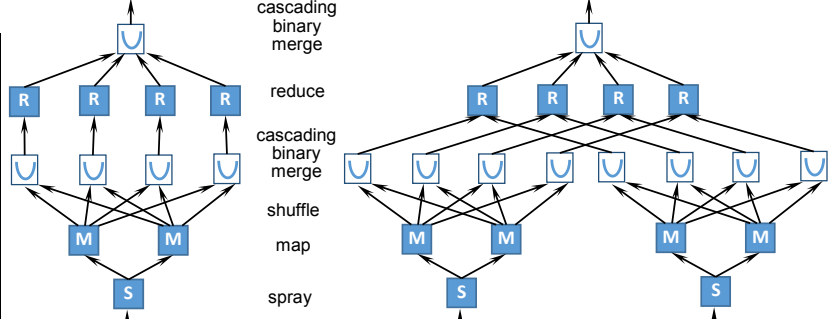 cascading
binary
merge
R R R R
reduce
R R R R
cascading
binary
merge
shuffle
M M
map
M M M M
S
spray
S S